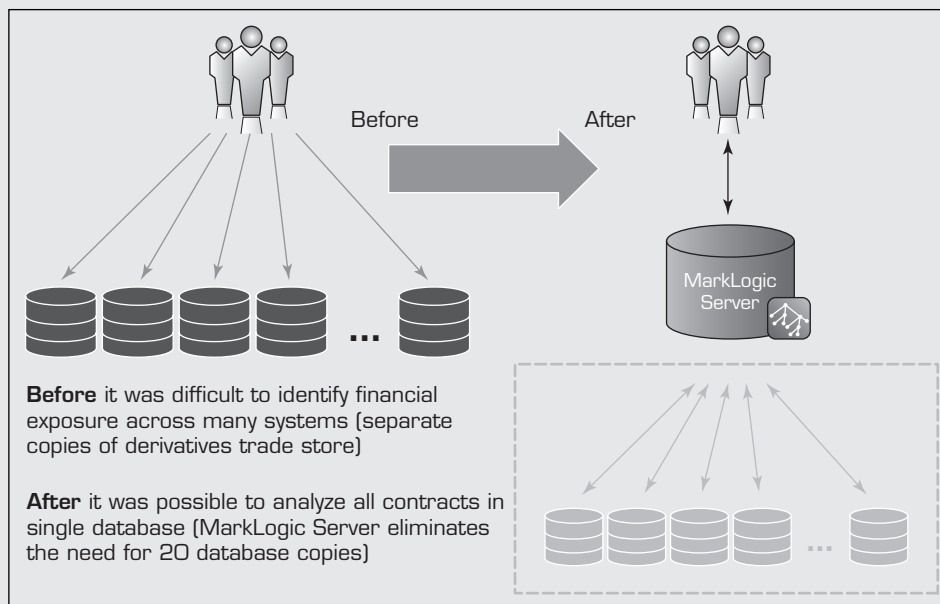 Before
After
MarkLogic
Server
...
Before it was difficult to identify financial
exposure across many systems (separate
copies of derivatives trade store)
After it was possible to analyze all contracts in
single database (MarkLogic Server eliminates
the need for 20 database copies)
...